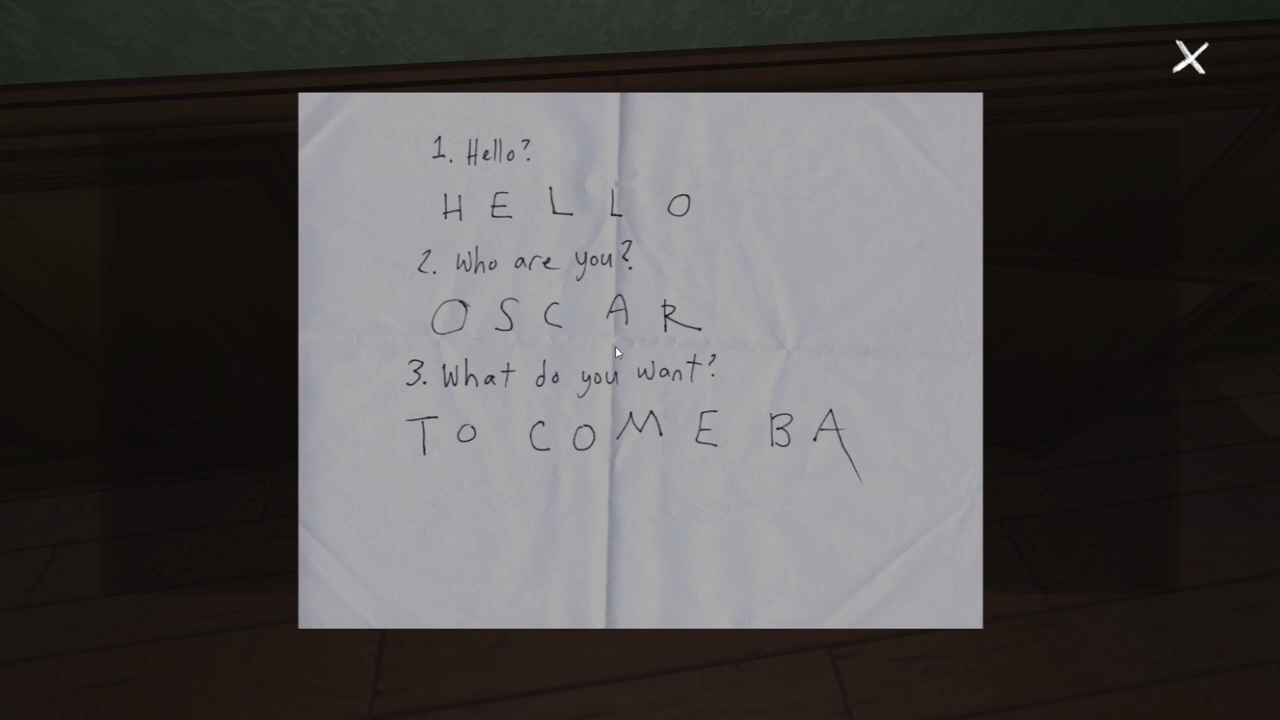 1. Hello?
H E L L O
2. Who are you?
O S C A R
3. What do you want?
T O C O M E B A